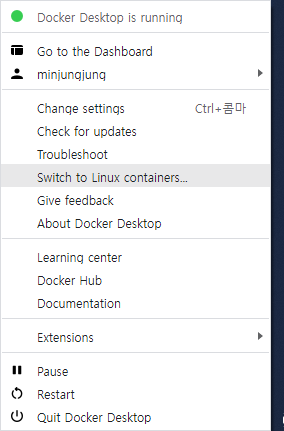 Docker Desktop is running
Go to the Dashboard
minjungjung
Change settings Ctrl+콤마
Check for updates
Troubleshoot
Switch to Linux containers...
Give feedback
About Docker Desktop
Learning center
Docker Hub
Documentation
Extensions
Pause
Restart
Quit Docker Desktop